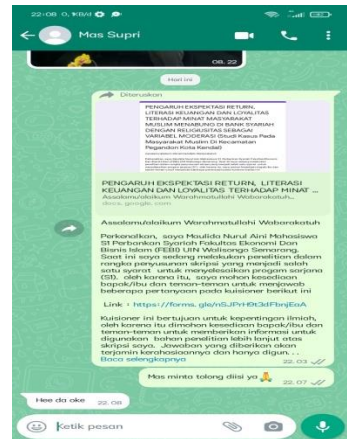 22:08 0,1KB/d
Mas Supri
08.22
Hari ini
Diteruskan
PENGARUH EKSPEKTASI RETURN,
LITERASI KEUANGAN DAN LOYALITAS
TERHADAP MINAT MASYARAKAT
MUSLIM MENABUNG DI BANK SYARIAH
DENGAN RELIGIUSITAS SEBAGAI
VARIABEL MODERASI (Studi Kasus Pada
Masyarakat Muslim Di Kecamatan
Pegandon Kota Kendal)
PENGARUH EKSPEKTASI RETURN, LITERASI
KEUANGAN DAN LOYALITAS TERHADAP MINAT ...
Assalamu'alaikum Warohmatullahi Wabarakatuh...
docs.google.com
Assalamu'alaikum Warohmatullahi Wabarokatuh
Perkenalkan, saya Maulida Nurul Aini Mahasiswa
S1 Perbankan Syariah Fakultas Ekonomi Dan
Bisnis Islam (FEBI) UIN Walisongo Semarang.
Saat ini saya sedang melakukan penelitian dalam
rangka penyusunan skripsi yang menjadi salah
satu syarat untuk menyelesaikan progam sarjana
(S1). oleh karena itu, saya mohon kesediaan
bapak/ibu dan teman-teman untuk menjawab
beberapa pertanyaan pada kuisioner berikut ini
Link : https://forms.gle/nSJPrH9t3dFbnjEaA
Kuisioner ini bertujuan untuk kepentingan ilmiah,
oleh karena itu dimohon kesediaan bapak/ibu dan
teman-teman untuk memberikan informasi untuk
digunakan bahan penelitian lebih lanjut atas
skripsi saya. Jawaban yang diberikan akan
terjamin kerahasiaannya dan hanya digun...
Baca selengkapnya
22.03
Mas minta tolong diisi ya🙏
22.07
Hee da oke 22.08
Ketik pesan